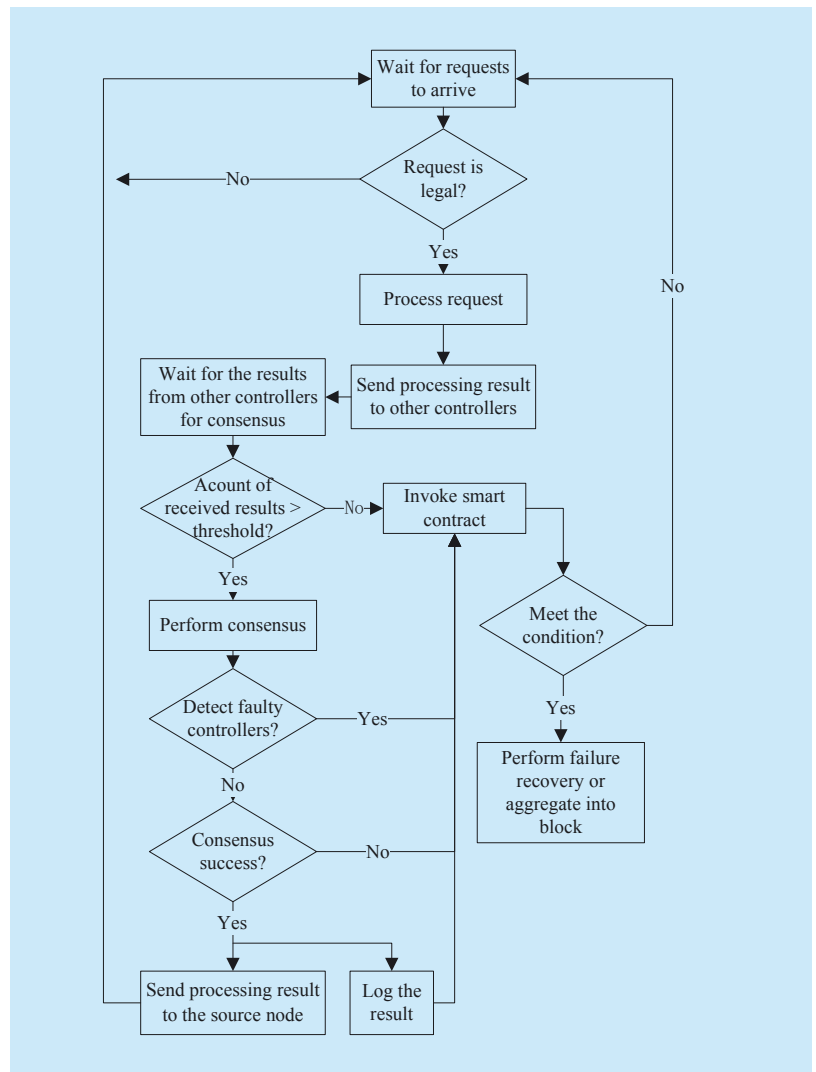 Wait for requests
to arrive
Request is
legal?
No
Yes
No
Process request
Wait for the results
from other controllers
for consensus
Send processing result
to other controllers
Acount of
received results >
threshold?
No
Invoke smart
contract
Yes
Perform consensus
Meet the
condition?
Detect faulty
controllers?
Yes
Yes
No
Perform failure
recovery or
aggregate into
block
Consensus
success?
No
Yes
Send processing result
to the source node
Log the
result